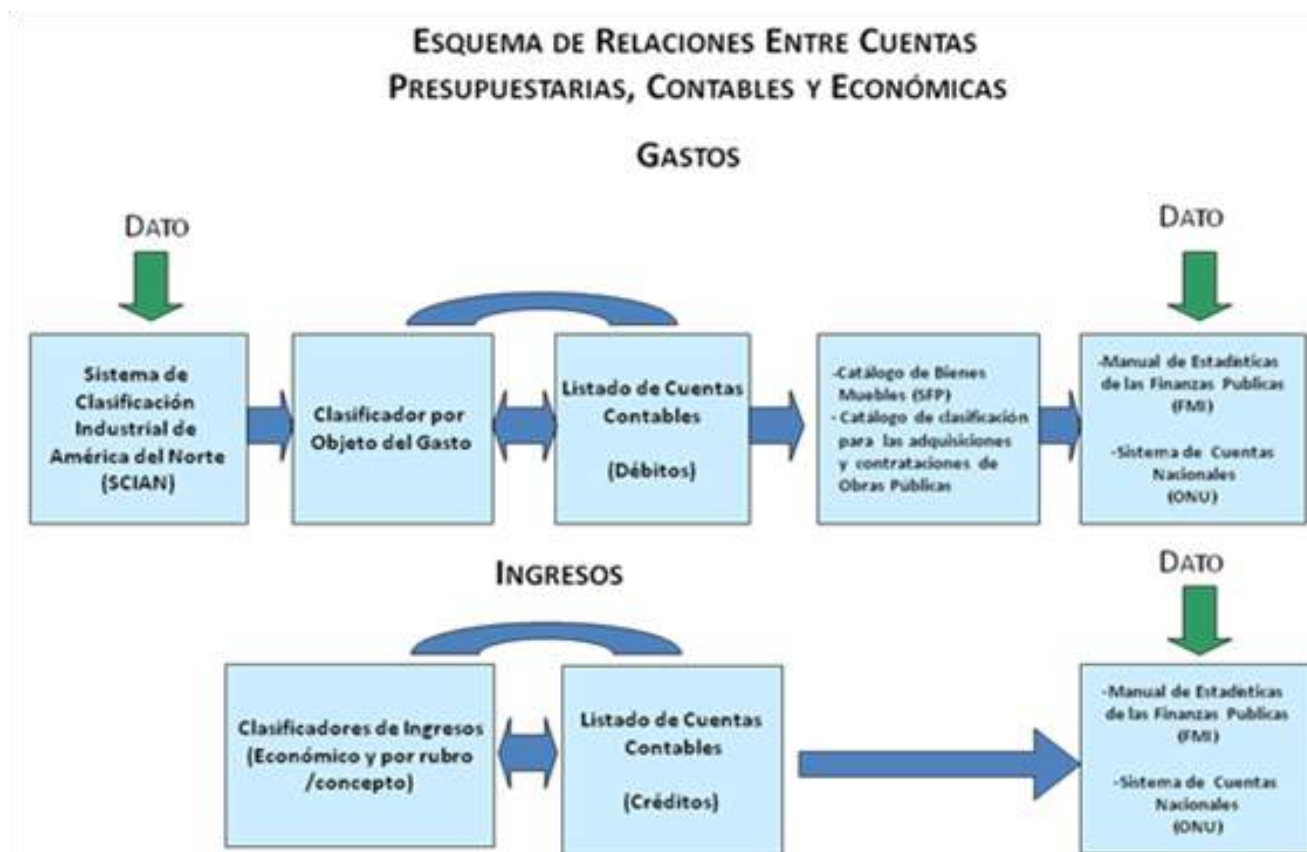 ESQUEMA DE RELACIONES ENTRE CUENTAS
PRESUPUESTARIAS, CONTABLES Y ECONÓMICAS
GASTOS
DATO
DATO
Sistema de
Clasificación
Industrial de
América del Norte
(SCIAN)
Clasificador por
Objeto del Gasto
Listado de Cuentas
Contables
(Débitos)
-Catálogo de Bienes
Muebles (SFP)
- Catálogo de clasificación
para las adquisiciones
y contrataciones de
Obras Públicas
-Manual de Estadísticas
de las Finanzas Publicas
(FMI)
-Sistema de Cuentas
Nacionales
(ONU)
INGRESOS
DATO
Clasificadores de Ingresos
(Económico y por rubro
/concepto)
Listado de Cuentas
Contables
(Créditos)
-Manual de Estadísticas
de las Finanzas Publicas
(FMI)
-Sistema de Cuentas
Nacionales
(ONU)